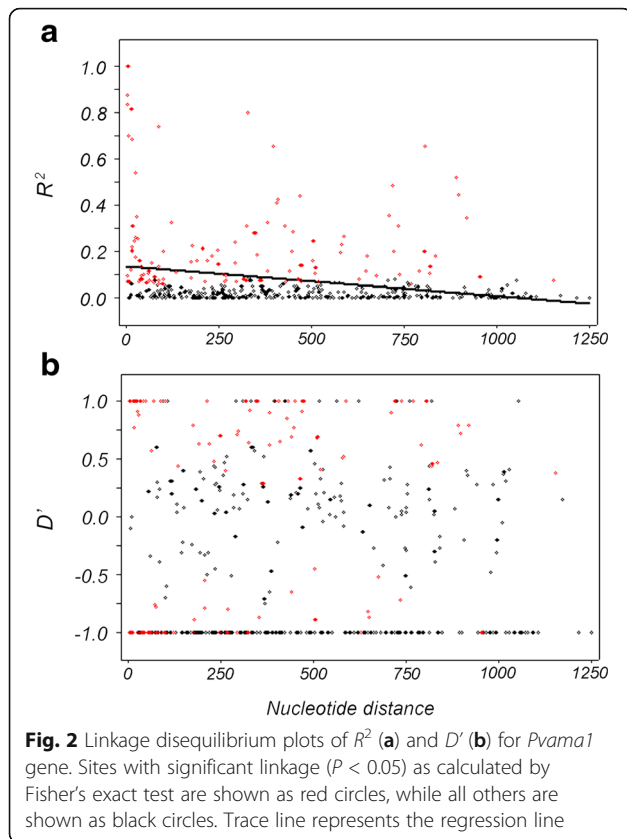 a
1.0
0.8
0.6
R²
0.4
0.2
0.0
0 250 500 750 1000 1250
b
1.0
0.5
D'
0.0
-0.5
-1.0
0 250 500 750 1000 1250
Nucleotide distance
Fig. 2 Linkage disequilibrium plots of R² (a) and D' (b) for Pvama1
gene. Sites with significant linkage (P < 0.05) as calculated by
Fisher's exact test are shown as red circles, while all others are
shown as black circles. Trace line represents the regression line